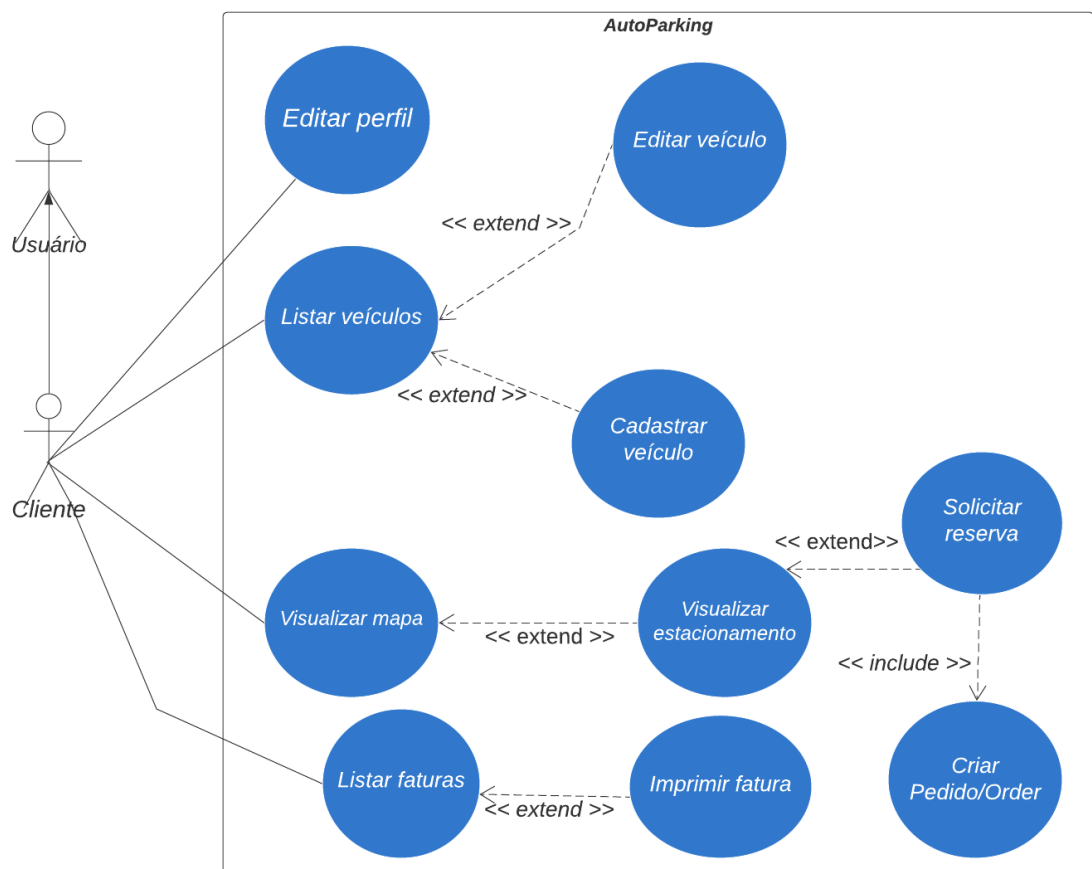 AutoParking
Editar perfil
Editar veículo
<< extend >>
Usuário
Listar veículos
<< extend >>
Cadastrar
veículo
Cliente
Solicitar
reserva
<< extend>>
Visualizar mapa
<< extend >>
Visualizar
estacionamento
<< include >>
Listar faturas
<< extend >>
Imprimir fatura
Criar
Pedido/Order